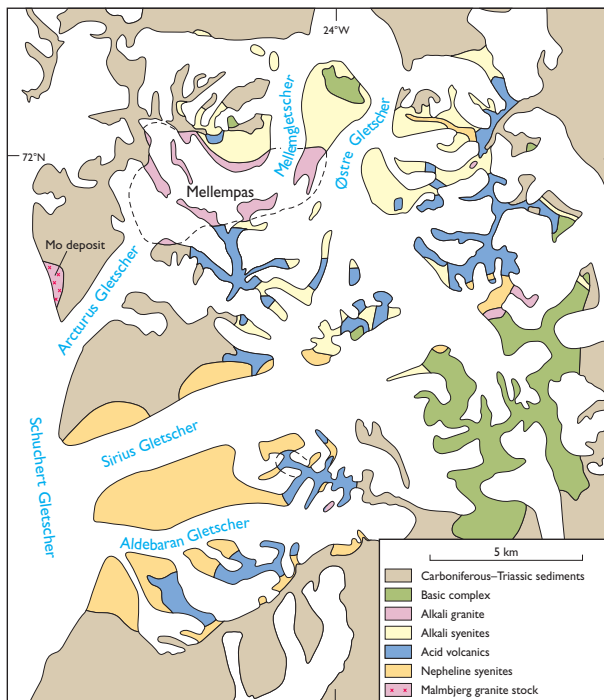 24°W
72°N
Mellemgletscher
Østre Gletscher
Mellempas
Mo deposit
Arcturus Gletscher
Schuchert Gletscher
Sirius Gletscher
Aldebaran Gletscher
5 km
Carboniferous–Triassic sediments
Basic complex
Alkali granite
Alkali syenites
Acid volcanics
Nepheline syenites
Malmbjerg granite stock